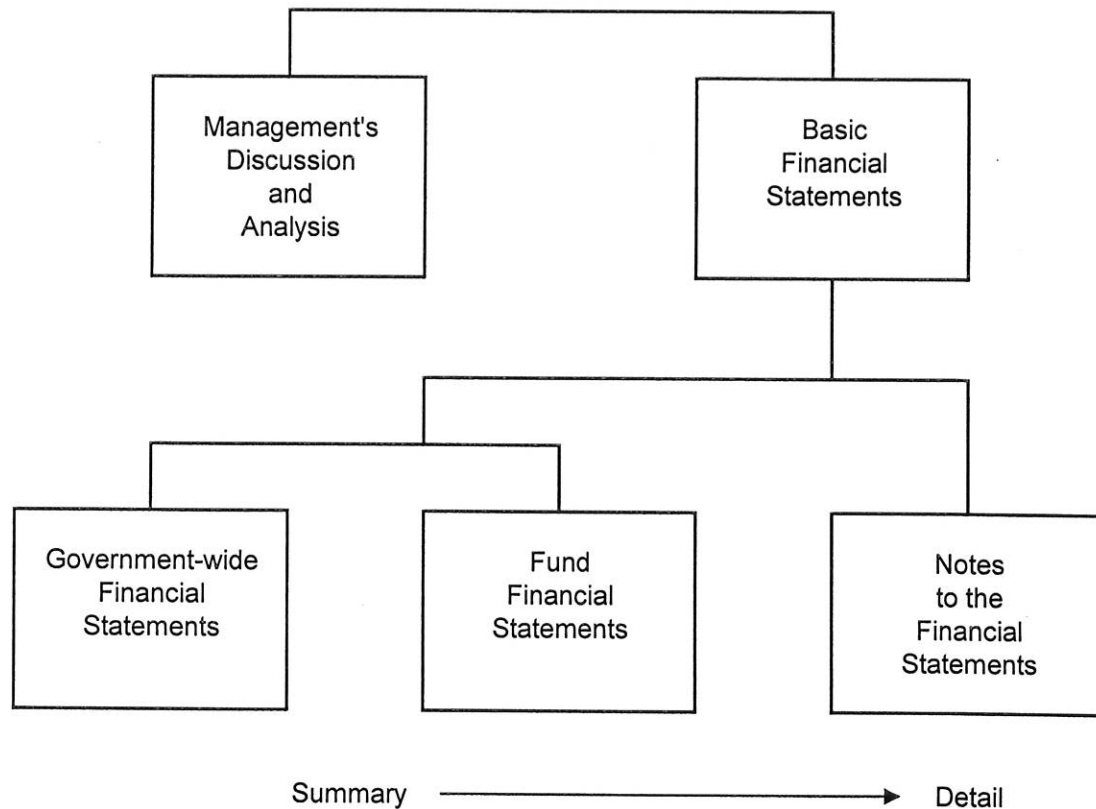 Management's
Discussion
and
Analysis
Basic
Financial
Statements
Government-wide
Financial
Statements
Fund
Financial
Statements
Notes
to the
Financial
Statements
Summary
Detail